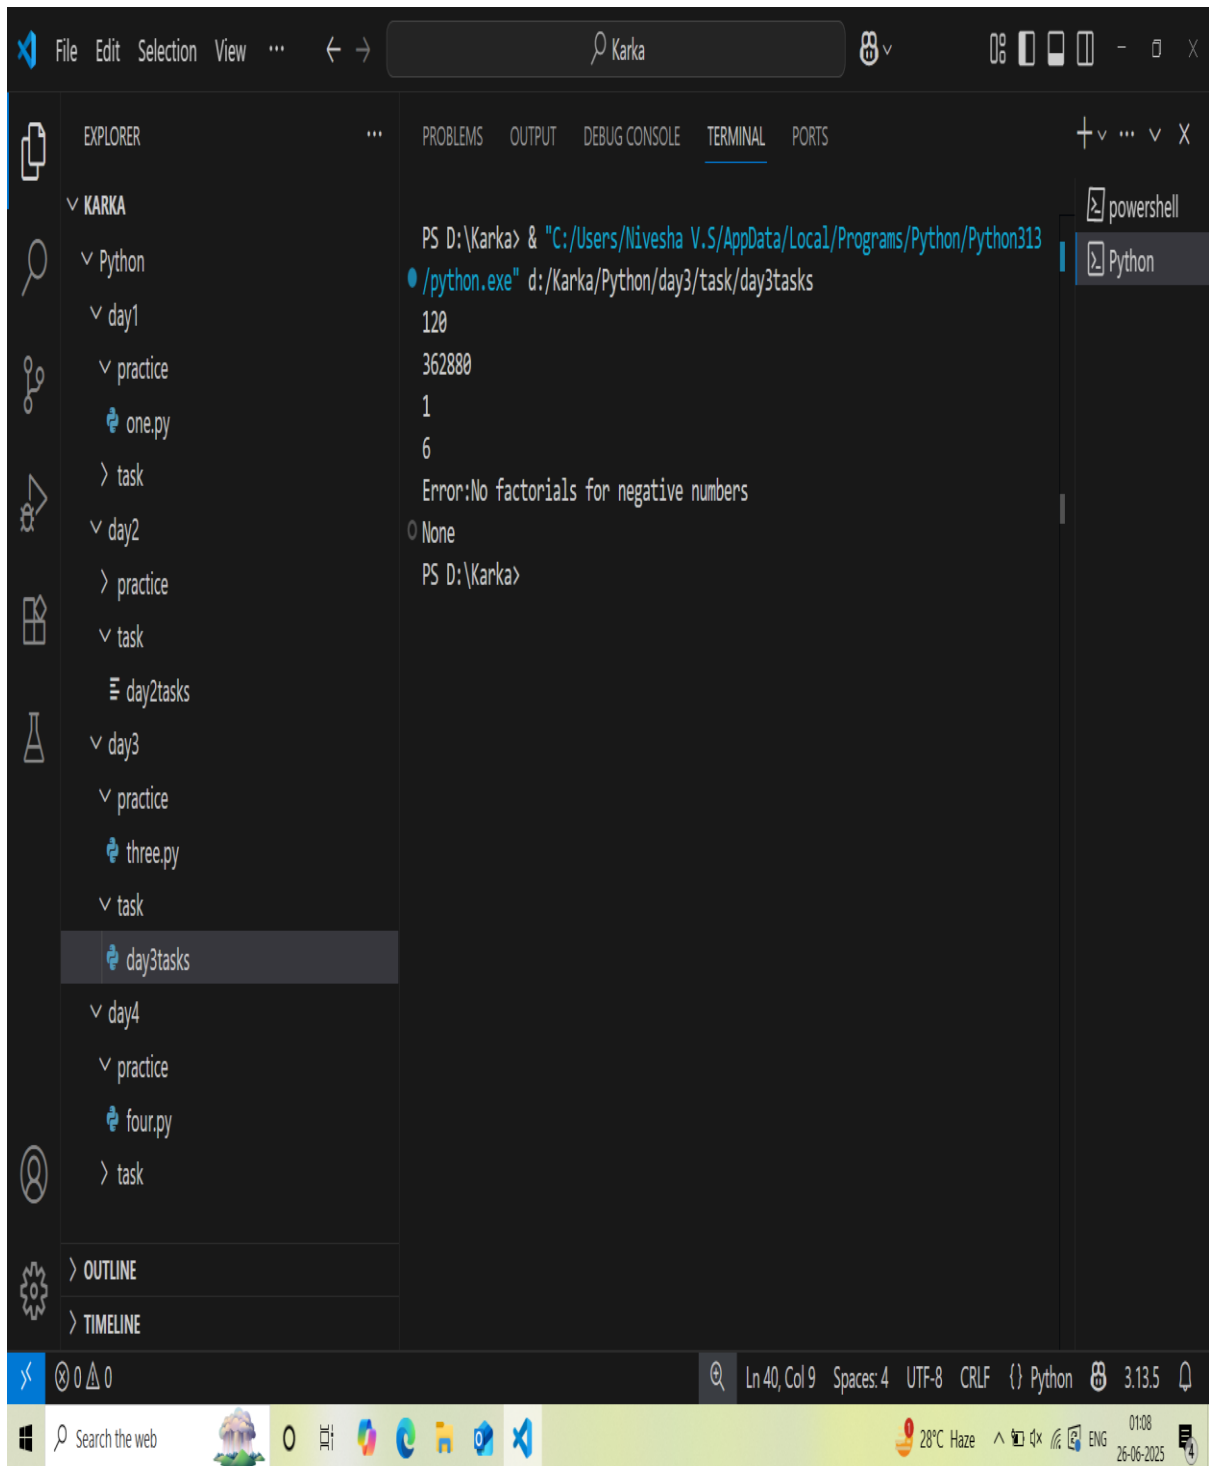 File Edit Selection View ··· Karka
EXPLORER ···
KARKA
Python
day1
practice
one.py
task
day2
practice
task
day2tasks
day3
practice
three.py
task
day3tasks
day4
practice
four.py
task
OUTLINE
TIMELINE
PROBLEMS OUTPUT DEBUG CONSOLE TERMINAL PORTS
PS D:\Karka> & "C:/Users/Nivesha V.S/AppData/Local/Programs/Python/Python313
/python.exe" d:/Karka/Python/day3/task/day3tasks
120
362880
1
6
Error:No factorials for negative numbers
None
PS D:\Karka>
powershell
Python
0 0 Ln 40, Col 9 Spaces: 4 UTF-8 CRLF {} Python 3.13.5
Search the web 1 28°C Haze ENG 01:08 4
26-06-2025